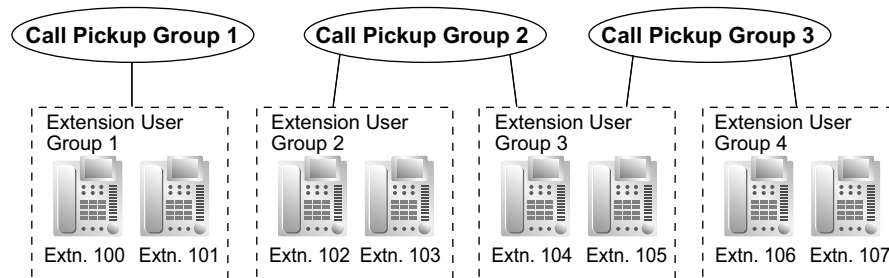 Call Pickup Group 1 Call Pickup Group 2 Call Pickup Group 3
Extension User Extension User Extension User Extension User
Group 1 Group 2 Group 3 Group 4
Extn. 100 Extn. 101 Extn. 102 Extn. 103 Extn. 104 Extn. 105 Extn. 106 Extn. 107